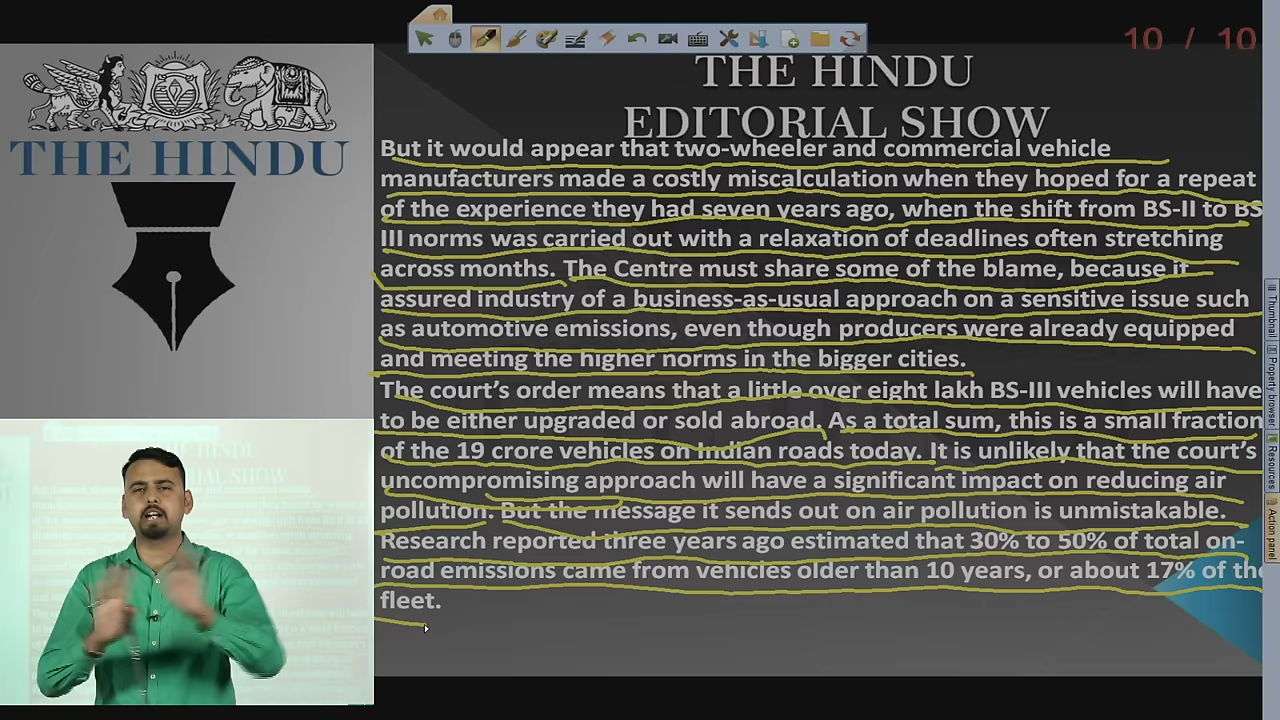 10 / 10
THE HINDU
EDITORIAL SHOW
THE HINDU
But it would appear that two-wheeler and commercial vehicle
manufacturers made a costly miscalculation when they hoped for a repeat
of the experience they had seven years ago, when the shift from BS-II to BS
III norms was carried out with a relaxation of deadlines often stretching
across months. The Centre must share some of the blame, because it
assured industry of a business-as-usual approach on a sensitive issue such
as automotive emissions, even though producers were already equipped
and meeting the higher norms in the bigger cities.
The court's order means that a little over eight lakh BS-III vehicles will have
to be either upgraded or sold abroad. As a total sum, this is a small fraction
of the 19 crore vehicles on Indian roads today. It is unlikely that the court's
uncompromising approach will have a significant impact on reducing air
pollution. But the message it sends out on air pollution is unmistakable.
Research reported three years ago estimated that 30% to 50% of total on-
road emissions came from vehicles older than 10 years, or about 17% of the
fleet.
Thumbnail
Property browser
Resources
Action panel